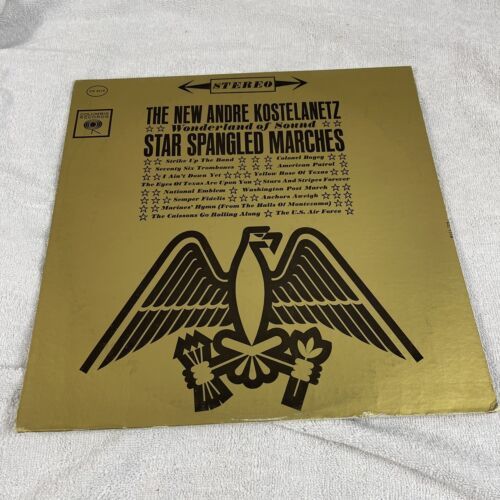 STEREO
COLUMBIA RECORDS
THE NEW ANDRE KOSTELANETZ
Wonderland of Sound
STAR SPANGLED MARCHES
Strike Up The Band ☆ Colonel Bogey
Seventy Six Trombones ☆ American Patrol
I Ain't Down Yet ☆ Yellow Rose Of Texas
The Eyes Of Texas Are Upon You ☆ Stars And Stripes Forever
National Emblem ☆ Washington Post March
Semper Fidelis ☆ Anchors Aweigh
Marines' Hymn (From The Halls Of Montezuma)
The Caissons Go Rolling Along ☆ The U.S. Air Force